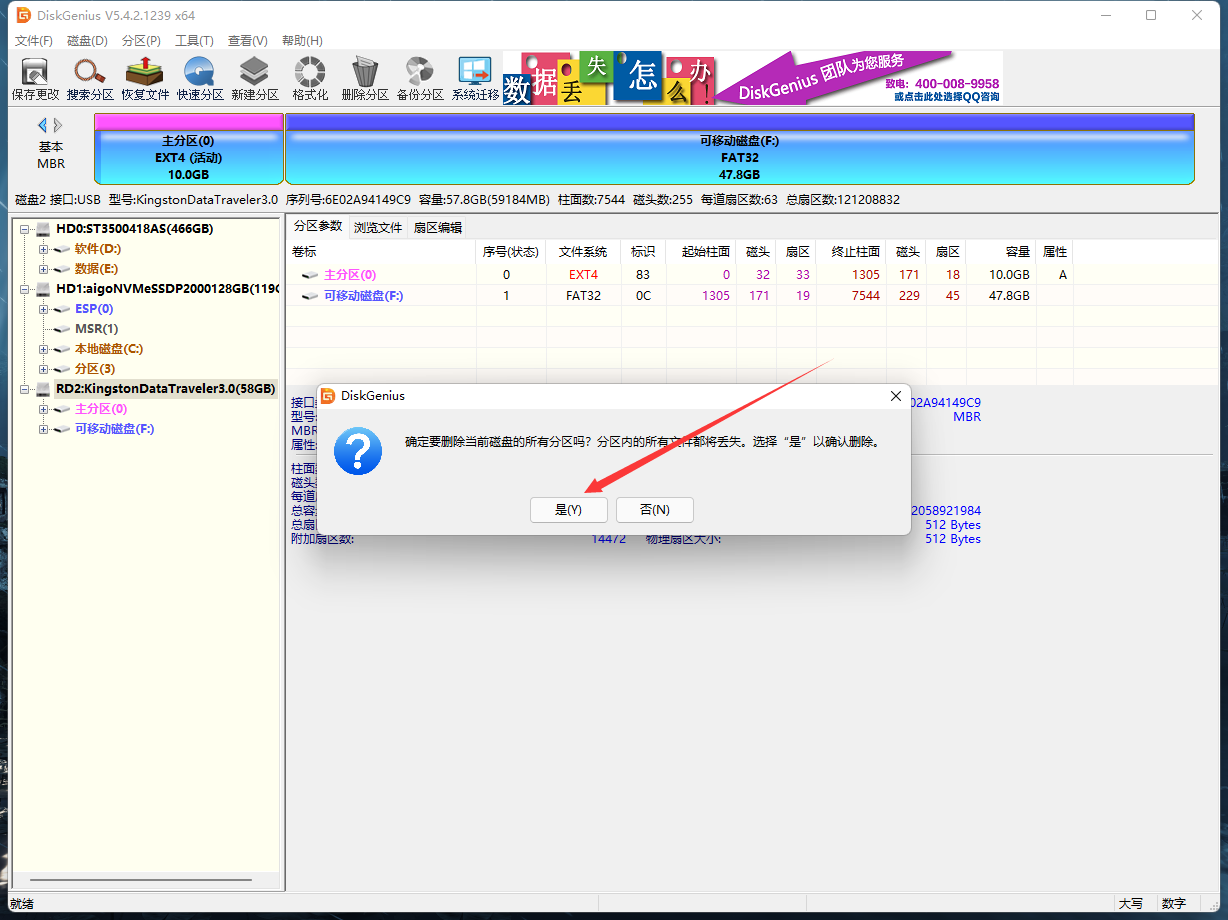 DiskGenius V5.4.2.1239 x64
文件(F) 磁盘(D) 分区(P) 工具(T) 查看(V) 帮助(H)
保存更改 搜索分区 恢复文件 快速分区 新建分区 格式化 删除分区 备份分区 系统迁移
数据丢失怎么办!
DiskGenius 团队为您服务
致电: 400-008-9958
或点击此处选择QQ咨询
基本
MBR
主分区(0)
EXT4 (活动)
10.0GB
可移动磁盘(F:)
FAT32
47.8GB
磁盘2 接口:USB 型号:KingstonDataTraveler3.0 序列号:6E02A94149C9 容量:57.8GB(59184MB) 柱面数:7544 磁头数:255 每道扇区数:63 总扇区数:121208832
HD0:ST3500418AS(466GB)
软件(D:)
数据(E:)
HD1:aigoNVMeSSDP2000128GB(119G
ESP(0)
MSR(1)
本地磁盘(C:)
分区(3)
RD2:KingstonDataTraveler3.0(58GB)
主分区(0)
可移动磁盘(F:)
分区参数 浏览文件 扇区编辑
卷标 序号(状态) 文件系统 标识 起始柱面 磁头 扇区 终止柱面 磁头 扇区 容量 属性
主分区(0) 0 EXT4 83 0 32 33 1305 171 18 10.0GB A
可移动磁盘(F:) 1 FAT32 0C 1305 171 19 7544 229 45 47.8GB
DiskGenius
确定要删除当前磁盘的所有分区吗? 分区内的所有文件都将丢失。选择“是”以确认删除。
是(Y) 否(N)
接口
02A94149C9
型号
MBR
MBR
属性
柱面
磁头
每道
总容
2058921984
总扇
512 Bytes
附加扇区数: 14472 物理扇区大小: 512 Bytes
就绪
大写 数字